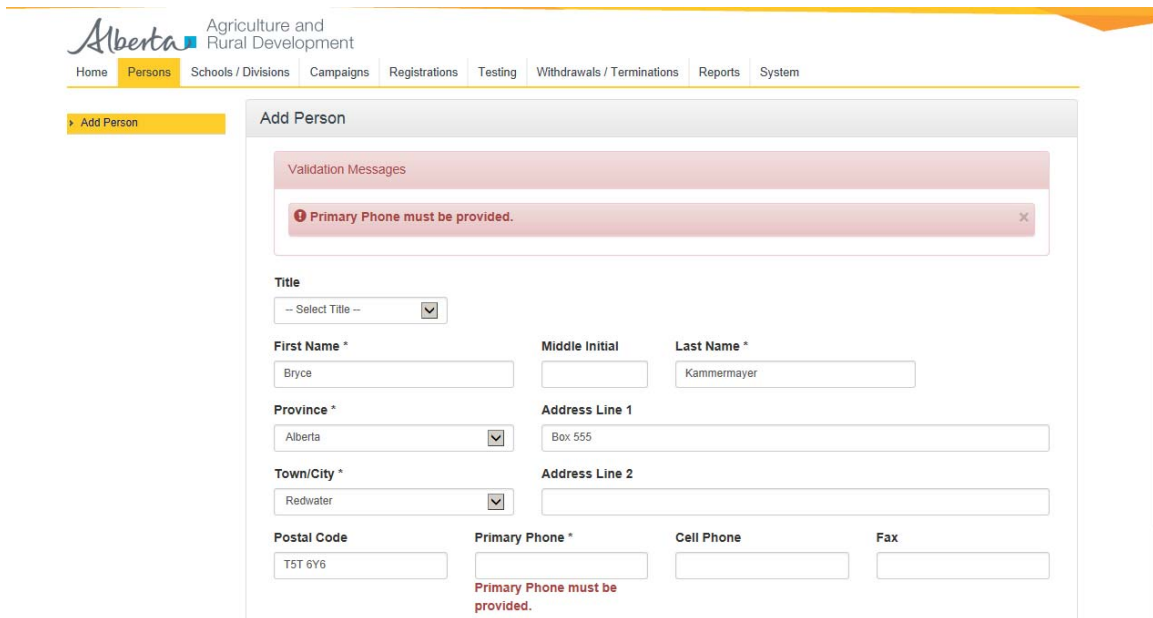 Alberta Agriculture and
Rural Development
Home Persons Schools / Divisions Campaigns Registrations Testing Withdrawals / Terminations Reports System
Add Person
Add Person
Validation Messages
Primary Phone must be provided.
Title
-- Select Title --
First Name * Middle Initial Last Name *
Bryce Kammermayer
Province * Address Line 1
Alberta Box 555
Town/City * Address Line 2
Redwater
Postal Code Primary Phone * Cell Phone Fax
T5T 6Y6
Primary Phone must be
provided.